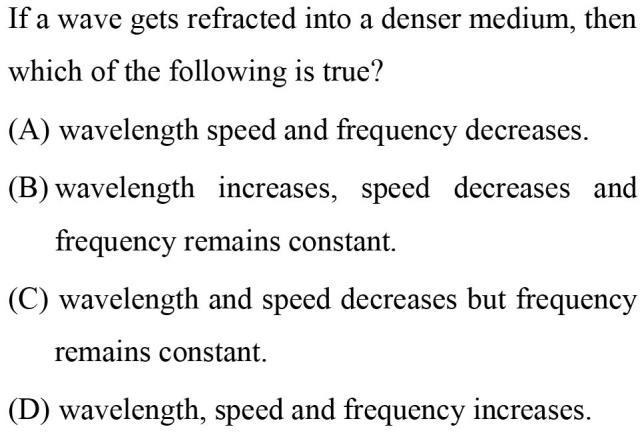 If a wave gets refracted into a denser medium, then
which of the following is true?
(A) wavelength speed and frequency decreases.
(B) wavelength increases, speed decreases and
frequency remains constant.
(C) wavelength and speed decreases but frequency
remains constant.
(D) wavelength, speed and frequency increases.